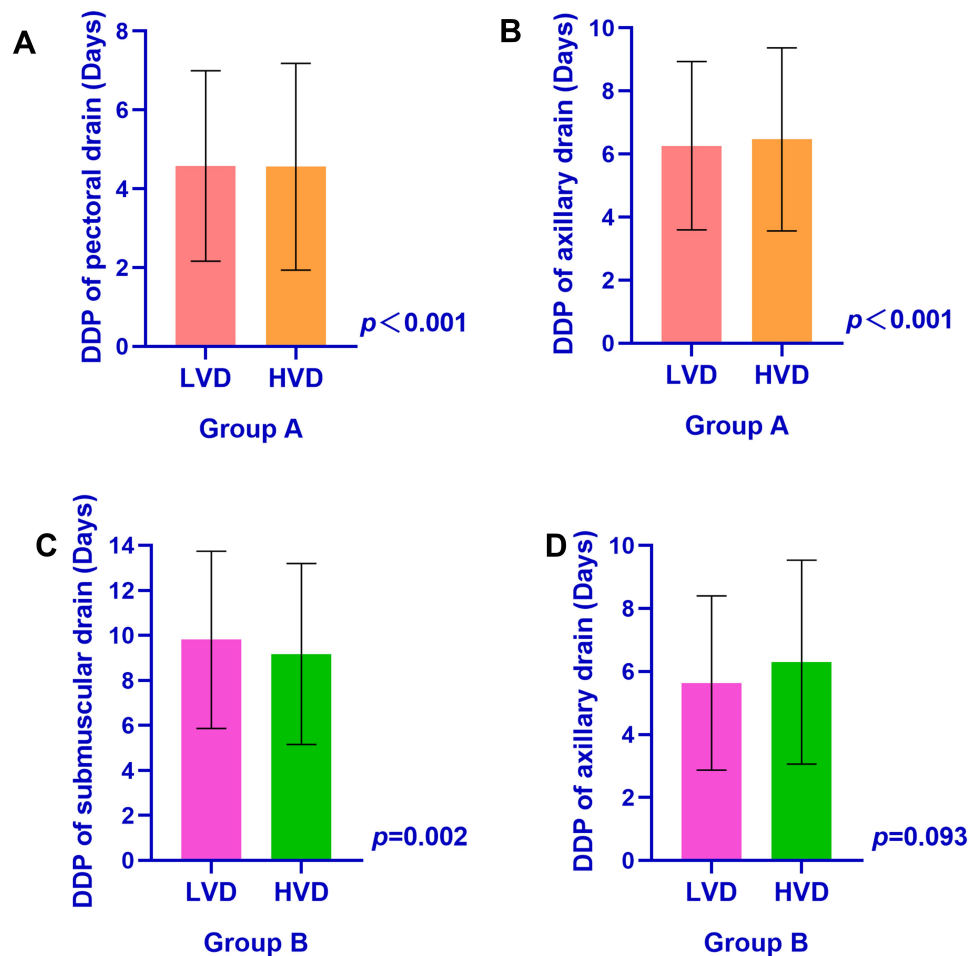 A
DDP of pectoral drain (Days)
8
6
4
2
0
LVD HVD
p<0.001
Group A
B
DDP of axillary drain (Days)
10
8
6
4
2
0
LVD HVD
p<0.001
Group A
C
DDP of submuscular drain (Days)
14
12
10
8
6
4
2
0
LVD HVD
p=0.002
Group B
D
DDP of axillary drain (Days)
10
8
6
4
2
0
LVD HVD
p=0.093
Group B